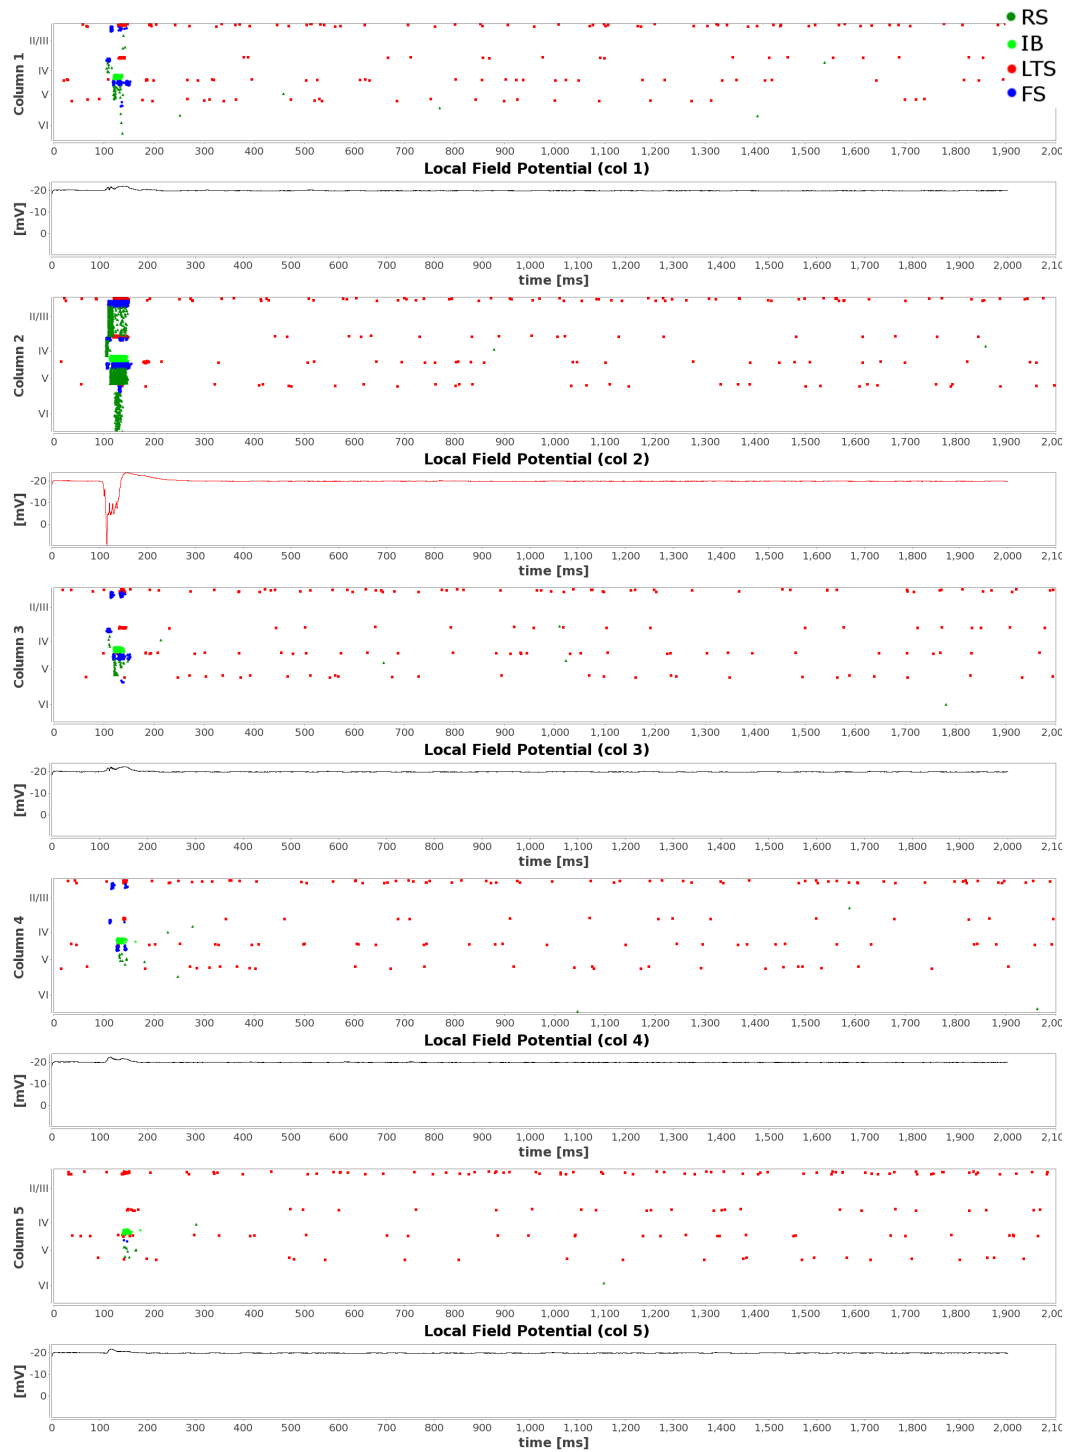 RS
IB
LTS
FS
Column 1
II/III
IV
V
VI
0 100 200 300 400 500 600 700 800 900 1,000 1,100 1,200 1,300 1,400 1,500 1,600 1,700 1,800 1,900 2,00
Local Field Potential (col 1)
[mV]
-20
-10
0
0 100 200 300 400 500 600 700 800 900 1,000 1,100 1,200 1,300 1,400 1,500 1,600 1,700 1,800 1,900 2,000 2,10
time [ms]
Column 2
II/III
IV
V
VI
0 100 200 300 400 500 600 700 800 900 1,000 1,100 1,200 1,300 1,400 1,500 1,600 1,700 1,800 1,900 2,00
Local Field Potential (col 2)
[mV]
-20
-10
0
0 100 200 300 400 500 600 700 800 900 1,000 1,100 1,200 1,300 1,400 1,500 1,600 1,700 1,800 1,900 2,000 2,10
time [ms]
Column 3
II/III
IV
V
VI
0 100 200 300 400 500 600 700 800 900 1,000 1,100 1,200 1,300 1,400 1,500 1,600 1,700 1,800 1,900 2,00
Local Field Potential (col 3)
[mV]
-20
-10
0
0 100 200 300 400 500 600 700 800 900 1,000 1,100 1,200 1,300 1,400 1,500 1,600 1,700 1,800 1,900 2,000 2,10
time [ms]
Column 4
II/III
IV
V
VI
0 100 200 300 400 500 600 700 800 900 1,000 1,100 1,200 1,300 1,400 1,500 1,600 1,700 1,800 1,900 2,00
Local Field Potential (col 4)
[mV]
-20
-10
0
0 100 200 300 400 500 600 700 800 900 1,000 1,100 1,200 1,300 1,400 1,500 1,600 1,700 1,800 1,900 2,000 2,10
time [ms]
Column 5
II/III
IV
V
VI
0 100 200 300 400 500 600 700 800 900 1,000 1,100 1,200 1,300 1,400 1,500 1,600 1,700 1,800 1,900 2,00
Local Field Potential (col 5)
[mV]
-20
-10
0
0 100 200 300 400 500 600 700 800 900 1,000 1,100 1,200 1,300 1,400 1,500 1,600 1,700 1,800 1,900 2,000 2,10
time [ms]